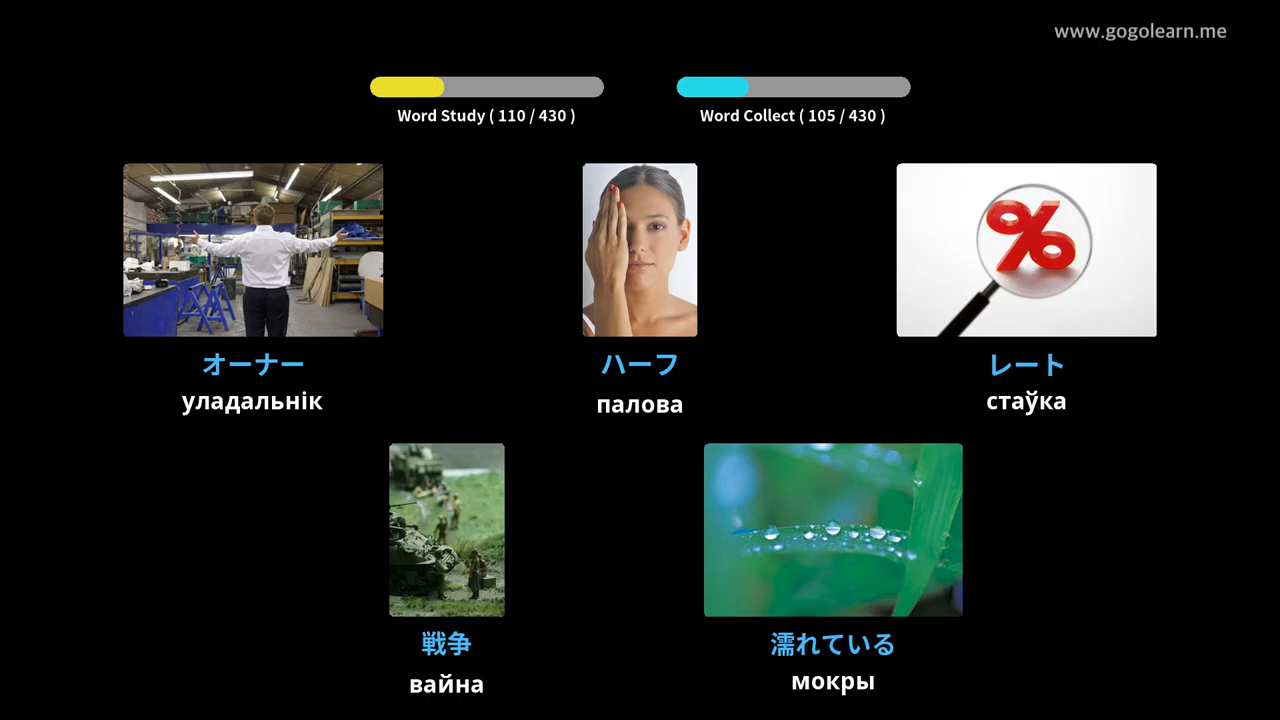 www.gogolearn.me
Word Study ( 110 / 430 )
Word Collect ( 105 / 430 )
オーナー
уладальнік
ハーフ
палова
レート
стаўка
戦争
вайна
濡れている
мокры